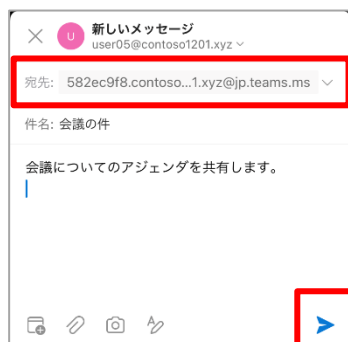 新しいメッセージ
U
user05@contoso1201.xyz
宛先: 582ec9f8.contoso...1.xyz@jp.teams.ms
件名: 会議の件
会議についてのアジェンダを共有します。